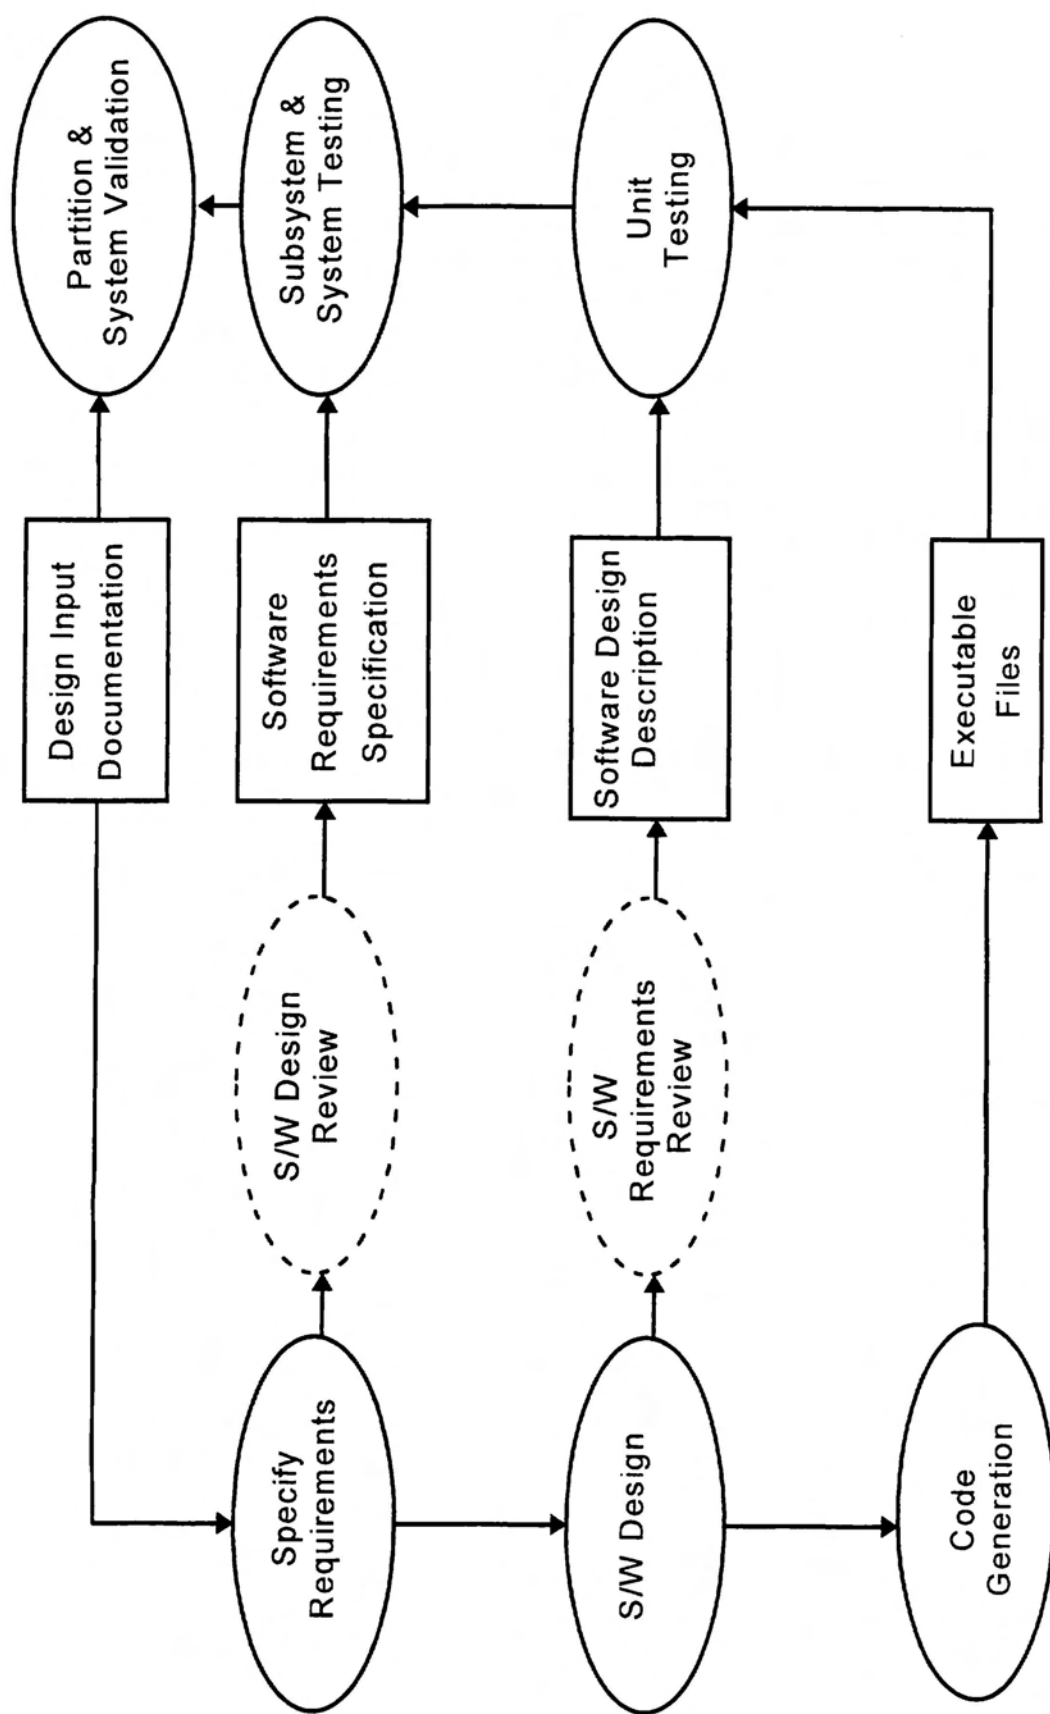 Design Input
Documentation
Partition &
System Validation
Specify
Requirements
S/W Design
Review
Software
Requirements
Specification
Subsystem &
System Testing
S/W Design
S/W
Requirements
Review
Software Design
Description
Unit
Testing
Code
Generation
Executable
Files